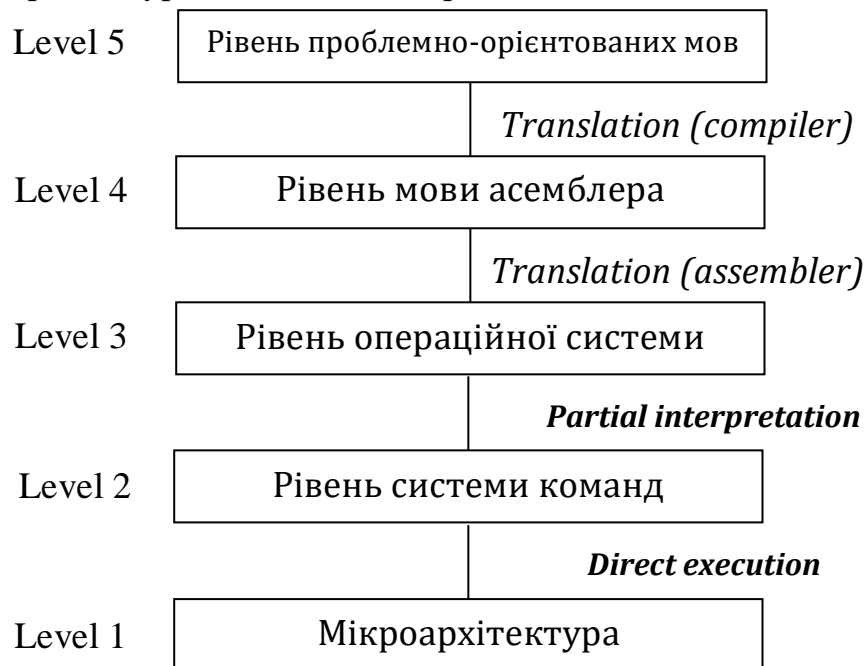 Level 5
Рівень проблемно-орієнтованих мов
Translation (compiler)
Level 4
Рівень мови асемблера
Translation (assembler)
Level 3
Рівень операційної системи
Partial interpretation
Level 2
Рівень системи команд
Direct execution
Level 1
Мікроархітектура